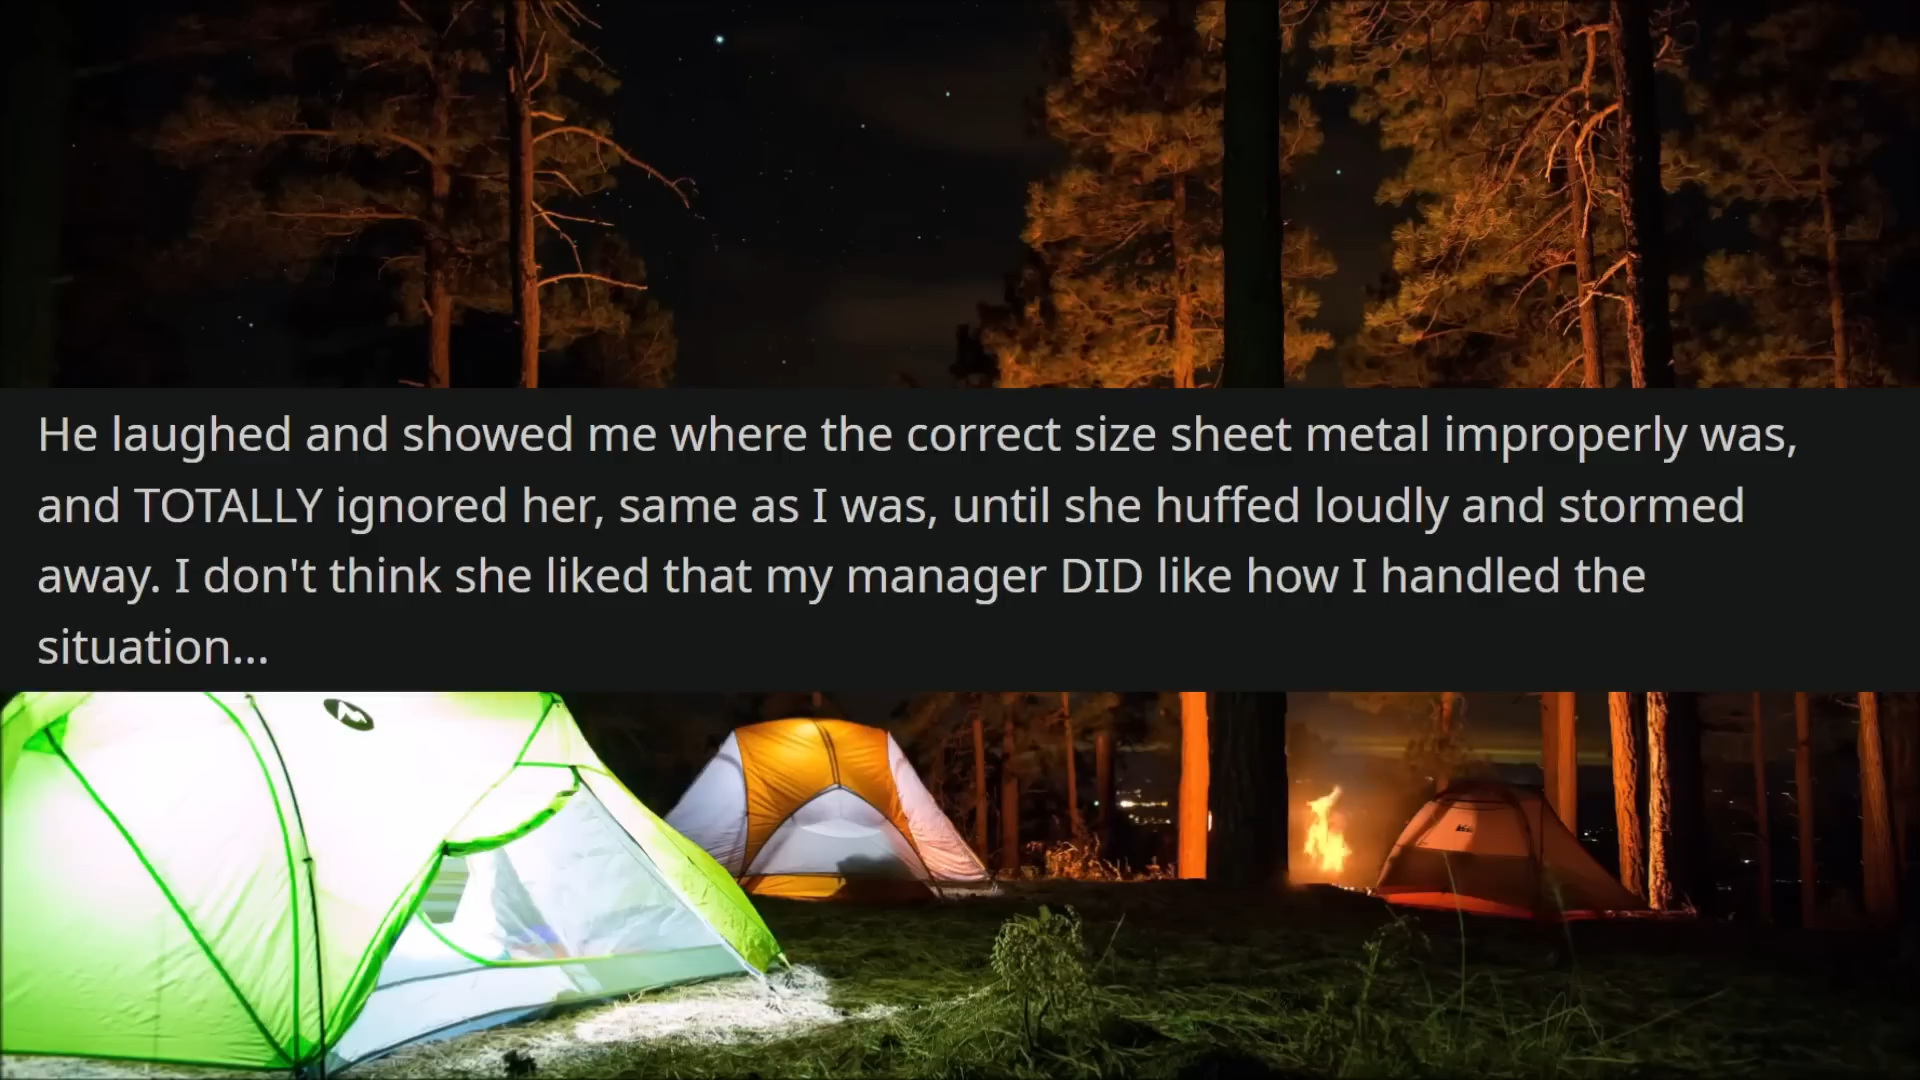 He laughed and showed me where the correct size sheet metal improperly was,
and TOTALLY ignored her, same as I was, until she huffed loudly and stormed
away. I don't think she liked that my manager DID like how I handled the
situation...